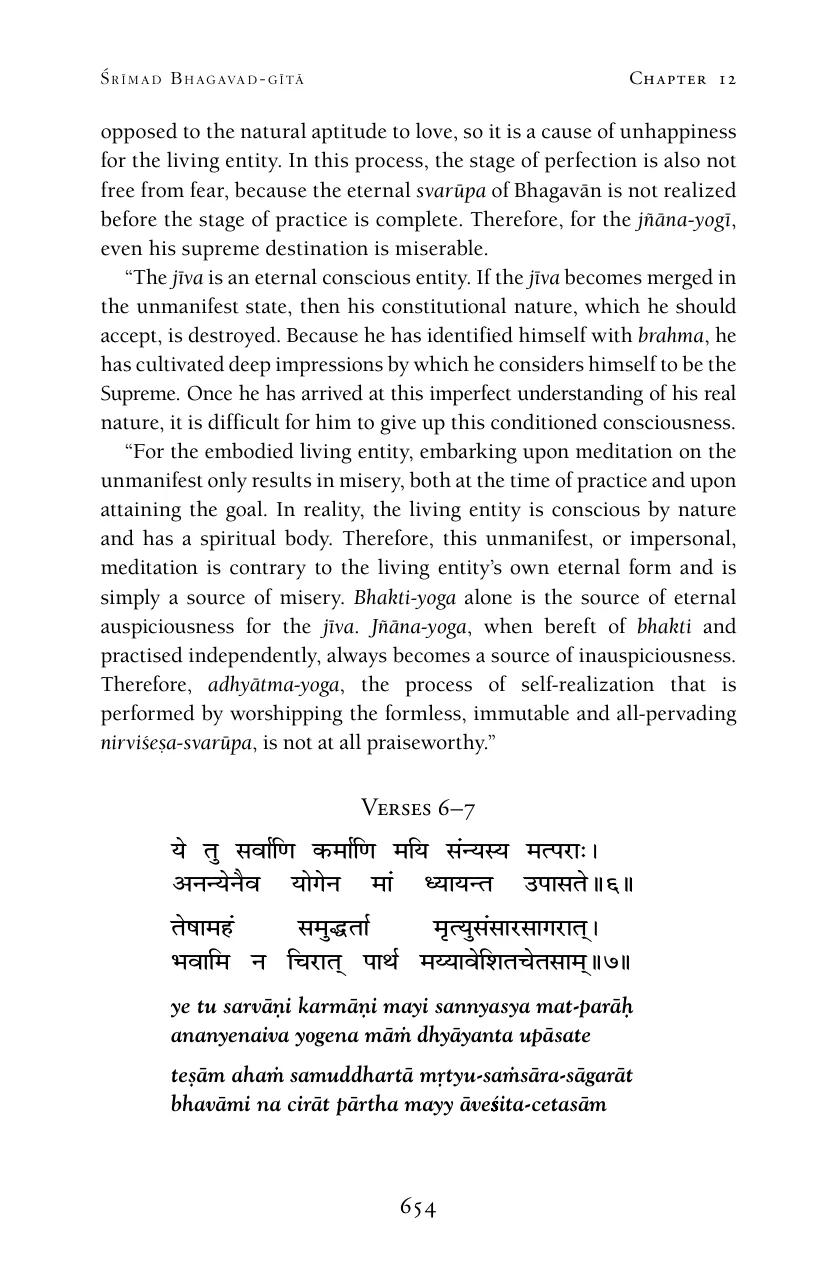 Śrīmad Bhagavad-gītā Chapter 12
opposed to the natural aptitude to love, so it is a cause of unhappiness
for the living entity. In this process, the stage of perfection is also not
free from fear, because the eternal svarūpa of Bhagavān is not realized
before the stage of practice is complete. Therefore, for the jñāna-yogī,
even his supreme destination is miserable.
“The jīva is an eternal conscious entity. If the jīva becomes merged in
the unmanifest state, then his constitutional nature, which he should
accept, is destroyed. Because he has identified himself with brahma, he
has cultivated deep impressions by which he considers himself to be the
Supreme. Once he has arrived at this imperfect understanding of his real
nature, it is difficult for him to give up this conditioned consciousness.
“For the embodied living entity, embarking upon meditation on the
unmanifest only results in misery, both at the time of practice and upon
attaining the goal. In reality, the living entity is conscious by nature
and has a spiritual body. Therefore, this unmanifest, or impersonal,
meditation is contrary to the living entity’s own eternal form and is
simply a source of misery. Bhakti-yoga alone is the source of eternal
auspiciousness for the jīva. Jñāna-yoga, when bereft of bhakti and
practised independently, always becomes a source of inauspiciousness.
Therefore, adhyātma-yoga, the process of self-realization that is
performed by worshipping the formless, immutable and all-pervading
nirviśeṣa-svarūpa, is not at all praiseworthy.”
Verses 6–7
ये तु सर्वाणि कर्माणि मयि संन्यस्य मत्पराः।
अनन्येनैव योगेन मां ध्यायन्त उपासते॥६॥
तेषामहं समुद्धर्ता मृत्युसंसारसागरात्।
भवामि न चिरात् पार्थ मय्यावेशितचेतसाम्॥७॥
ye tu sarvāṇi karmāṇi mayi sannyasya mat-parāḥ
ananyenaiva yogena māṁ dhyāyanta upāsate
teṣām ahaṁ samuddhartā mṛtyu-saṁsāra-sāgarāt
bhavāmi na cirāt pārtha mayy āveśita-cetasām
654